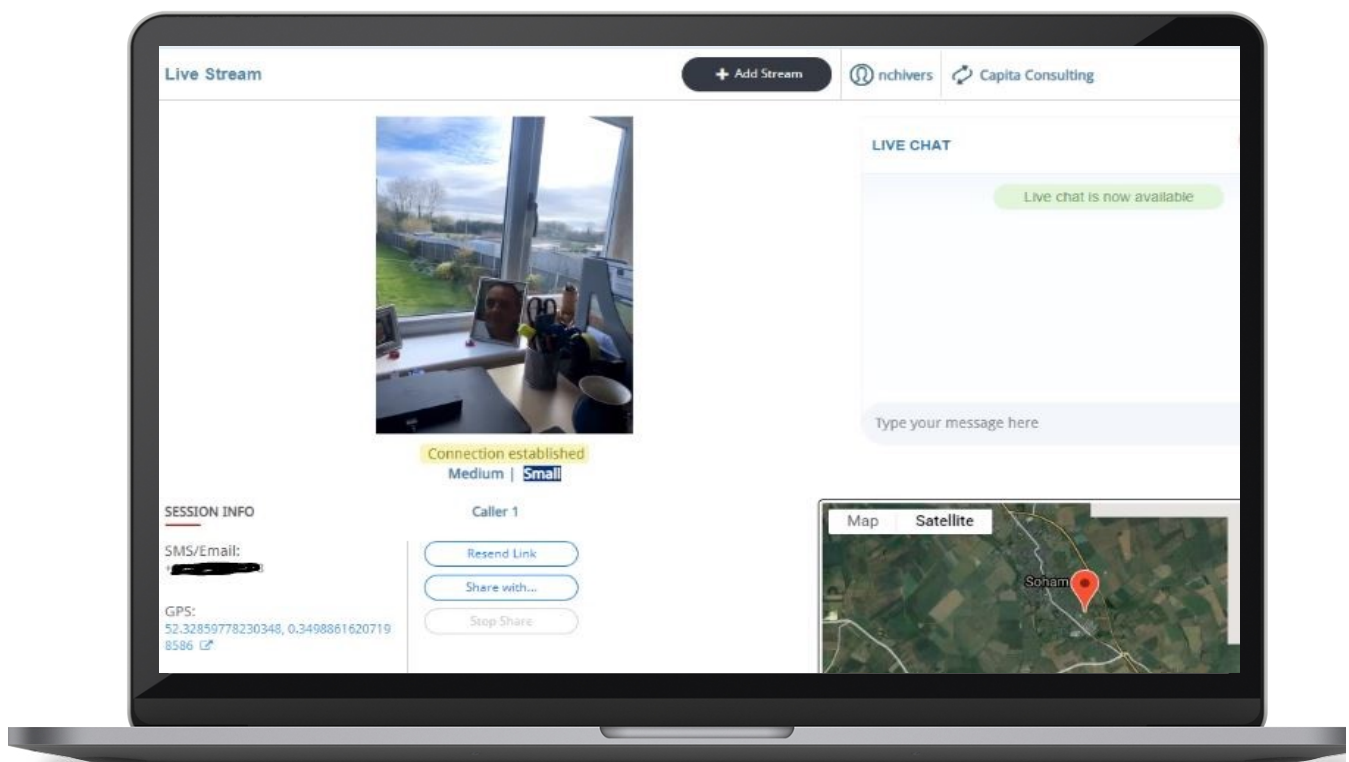 Live Stream
+ Add Stream
nchivers
Capita Consulting
LIVE CHAT
Live chat is now available
Type your message here
Connection established
Medium | Small
SESSION INFO
SMS/Email:
GPS:
52.32859778230348, 0.3498861620719
8586
Caller 1
Resend Link
Share with...
Stop Share
Map Satellite
Soham